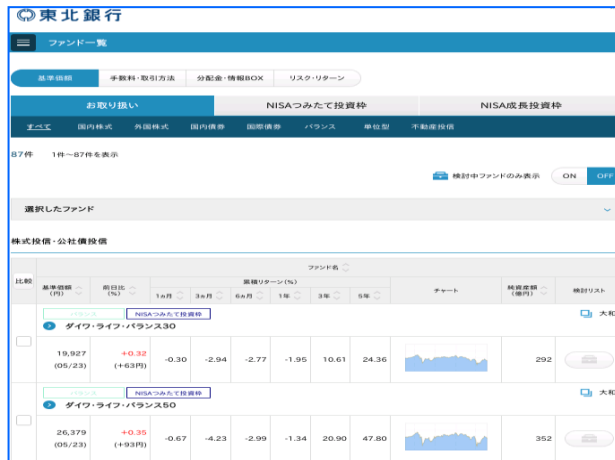 東北銀行
ファンド一覧
基準価額 手数料・取引方法 分配金・情報BOX リスク・リターン
お取り扱い NISAつみたて投資枠 NISA成長投資枠
すべて 国内株式 外国株式 国内債券 国際債券 バランス 単位型 不動産投信
87件 1件～87件を表示
検討中ファンドのみ表示 ON OFF
選択したファンド
株式投信・公社債投信
ファンド名
比較 基準価額(円) 前日比(%) 累積リターン(%) チャート 純資産額(億円) 検討リスト
1ヵ月 3ヵ月 6ヵ月 1年 3年 5年
バランス NISAつみたて投資枠 大和
ダイワ・ライフ・バランス30
19,927 +0.32 -0.30 -2.94 -2.77 -1.95 10.61 24.36 292
(05/23) (+63円)
バランス NISAつみたて投資枠 大和
ダイワ・ライフ・バランス50
26,379 +0.35 -0.67 -4.23 -2.99 -1.34 20.90 47.80 352
(05/23) (+93円)